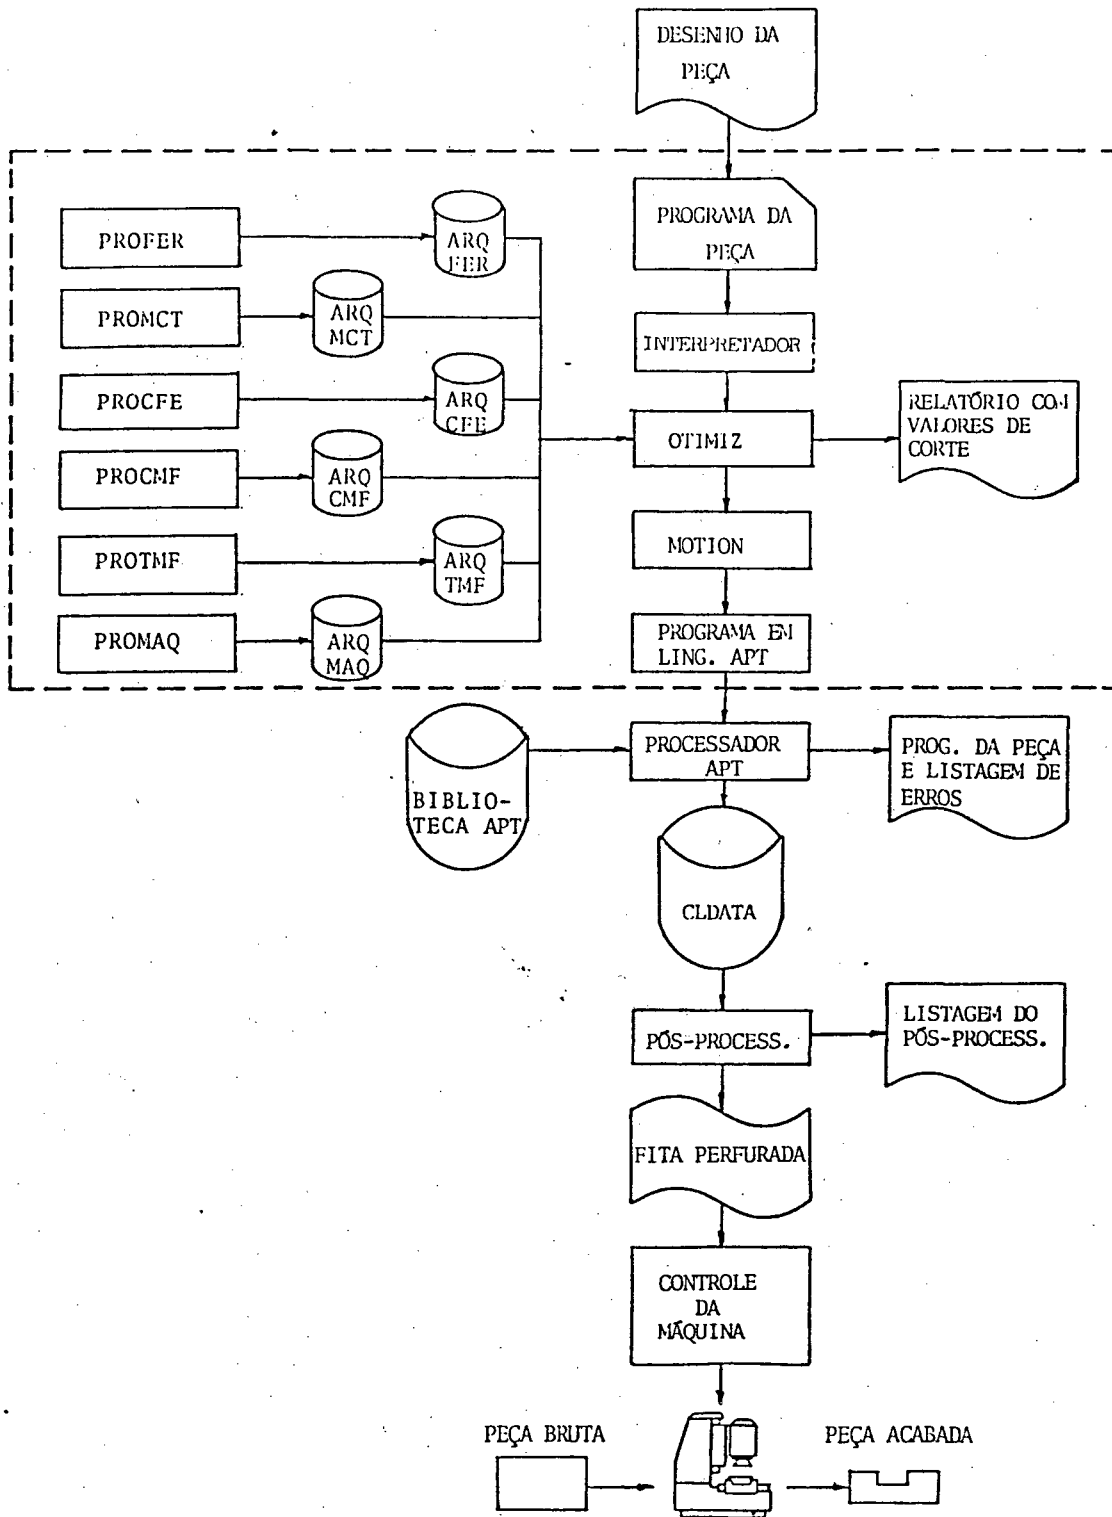 DESENHO DA
PEÇA
PROGRAMA DA
PEÇA
PROFER
ARQ
FER
PROMCT
ARQ
MCT
INTERPRETADOR
PROCFE
ARQ
CFE
OTIMIZ
RELATÓRIO COM
VALORES DE
CORTE
PROCMF
ARQ
CMF
MOTION
PROTMF
ARQ
TMF
PROMAQ
ARQ
MAQ
PROGRAMA EM
LING. APT
BIBLIO-
TECA APT
PROCESSADOR
APT
PROG. DA PEÇA
E LISTAGEM DE
ERROS
CLDATA
PÓS-PROCESS.
LISTAGEM DO
PÓS-PROCESS.
FITA PERFURADA
CONTROLE
DA
MÁQUINA
PEÇA BRUTA
PEÇA ACABADA